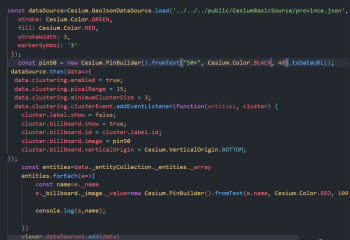 const dataSource=Cesium.GeoJsonDataSource.load('../../../public/CesiumBasicSource/province.json',
stroke: Cesium.Color.GREEN,
fill: Cesium.Color.RED,
strokeWidth: 3,
markerSymbol: '3'
});
const pin50 = new Cesium.PinBuilder().fromText("50+", Cesium.Color.BLACK, 48).toDataURL();
dataSource.then(data=>{
data.clustering.enabled = true;
data.clustering.pixelRange = 15;
data.clustering.minimumClusterSize = 3;
data.clustering.clusterEvent.addEventListener(function(entities, cluster) {
cluster.label.show = false;
cluster.billboard.show = true;
cluster.billboard.id = cluster.label.id;
cluster.billboard.image = pin50
cluster.billboard.verticalOrigin = Cesium.VerticalOrigin.BOTTOM;
});
const entities=data._entityCollection._entities._array
entities.forEach(e=>{
const name=e._name
e._billboard._image._value=new Cesium.PinBuilder().fromText(e.name, Cesium.Color.RED, 100
console.log(e,name);
})
viewer.dataSources.add(data)